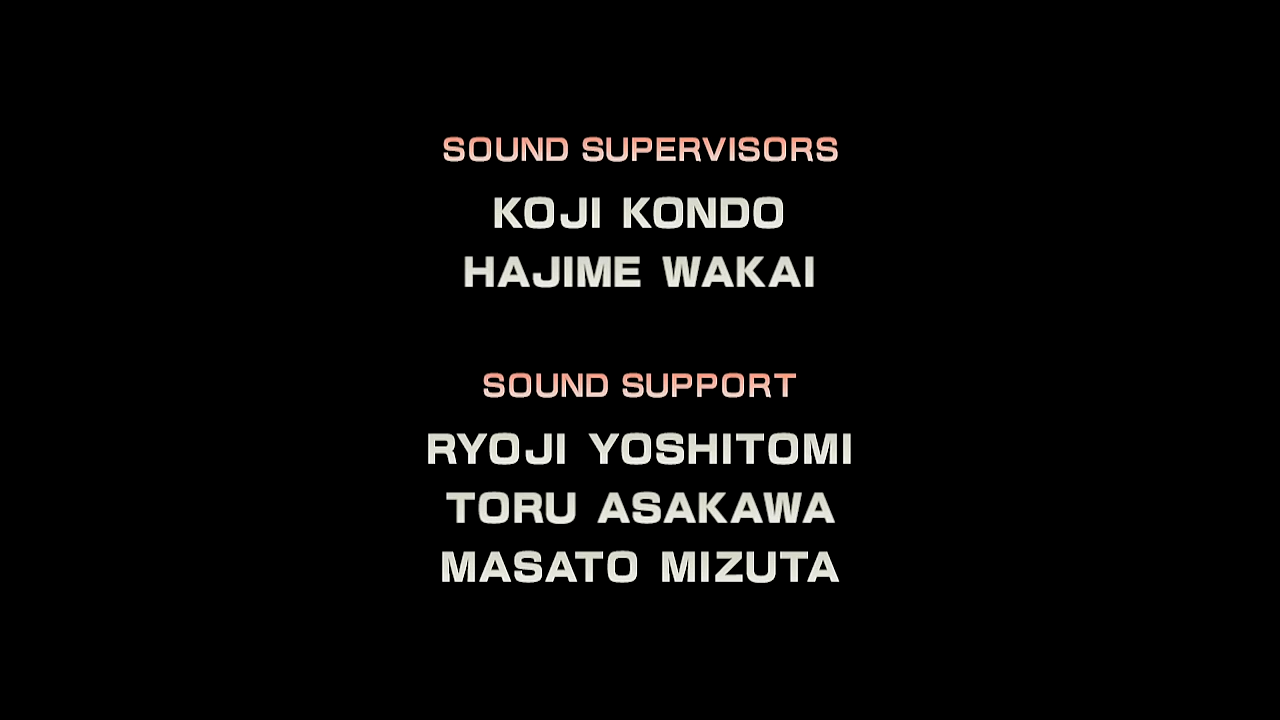 SOUND SUPERVISORS
KOJI KONDO
HAJIME WAKAI
SOUND SUPPORT
RYOJI YOSHITOMI
TORU ASAKAWA
MASATO MIZUTA